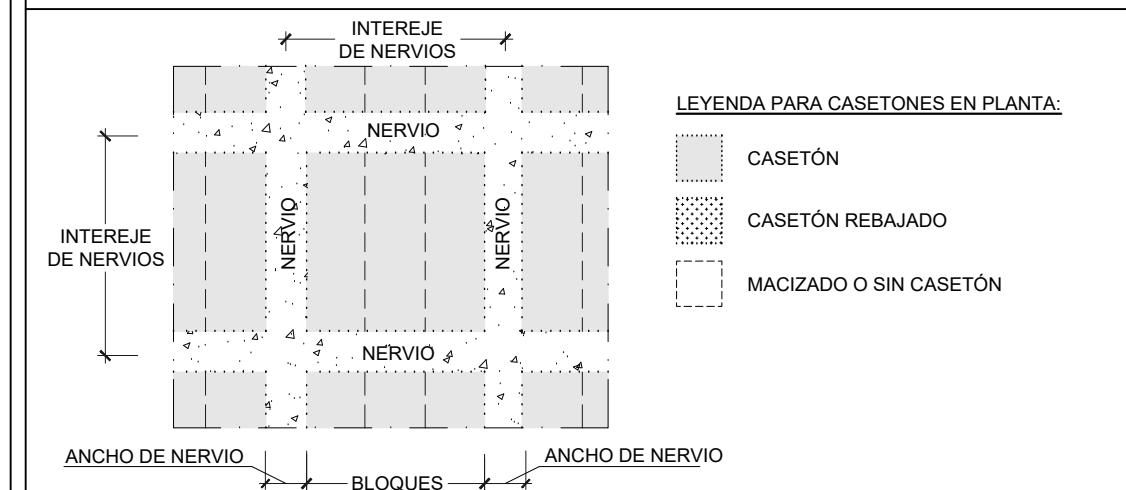 INTEREJE
DE NERVIOS
NERVIO
NERVIO
NERVIO
INTEREJE
DE NERVIOS
NERVIO
ANCHO DE NERVIO
BLOQUES
ANCHO DE NERVIO
LEYENDA PARA CASETONES EN PLANTA:
CASETÓN
CASETÓN REBAJADO
MACIZADO O SIN CASETÓN